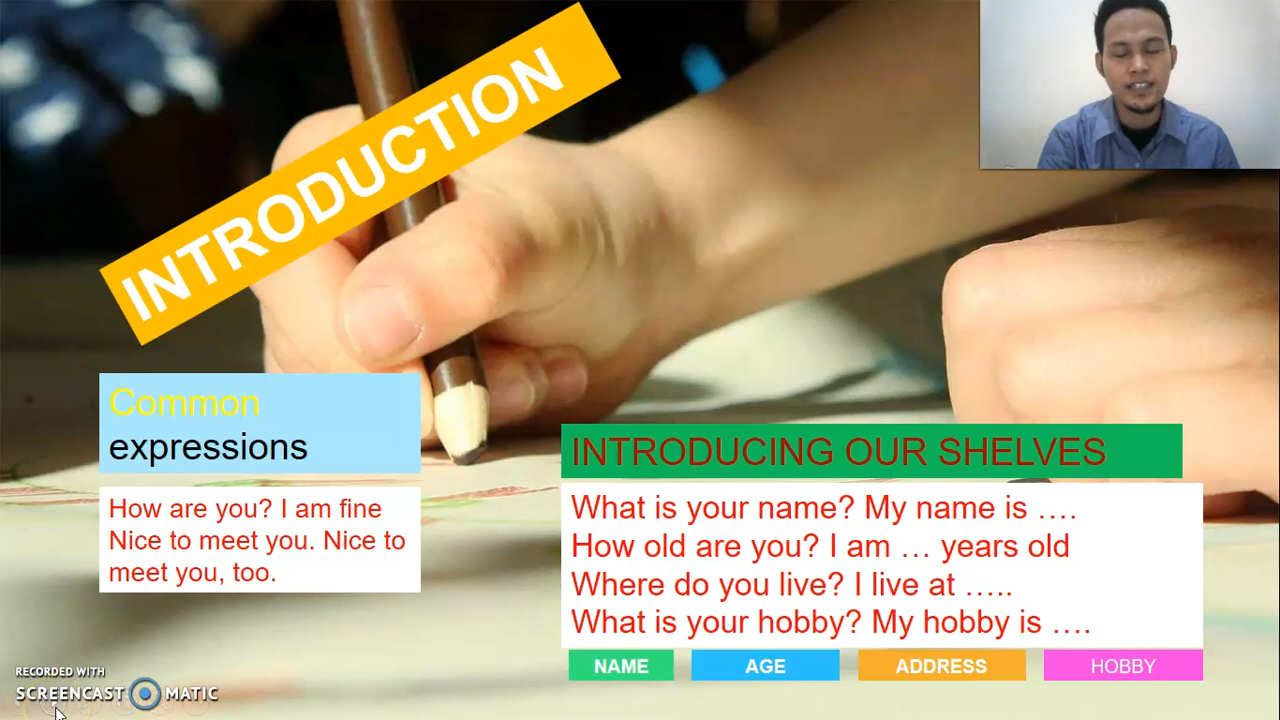 INTRODUCTION
Common
expressions
How are you? I am fine
Nice to meet you. Nice to
meet you, too.
INTRODUCING OUR SHELVES
What is your name? My name is ….
How old are you? I am … years old
Where do you live? I live at …..
What is your hobby? My hobby is ….
NAME AGE ADDRESS HOBBY
RECORDED WITH
SCREENCAST MATIC